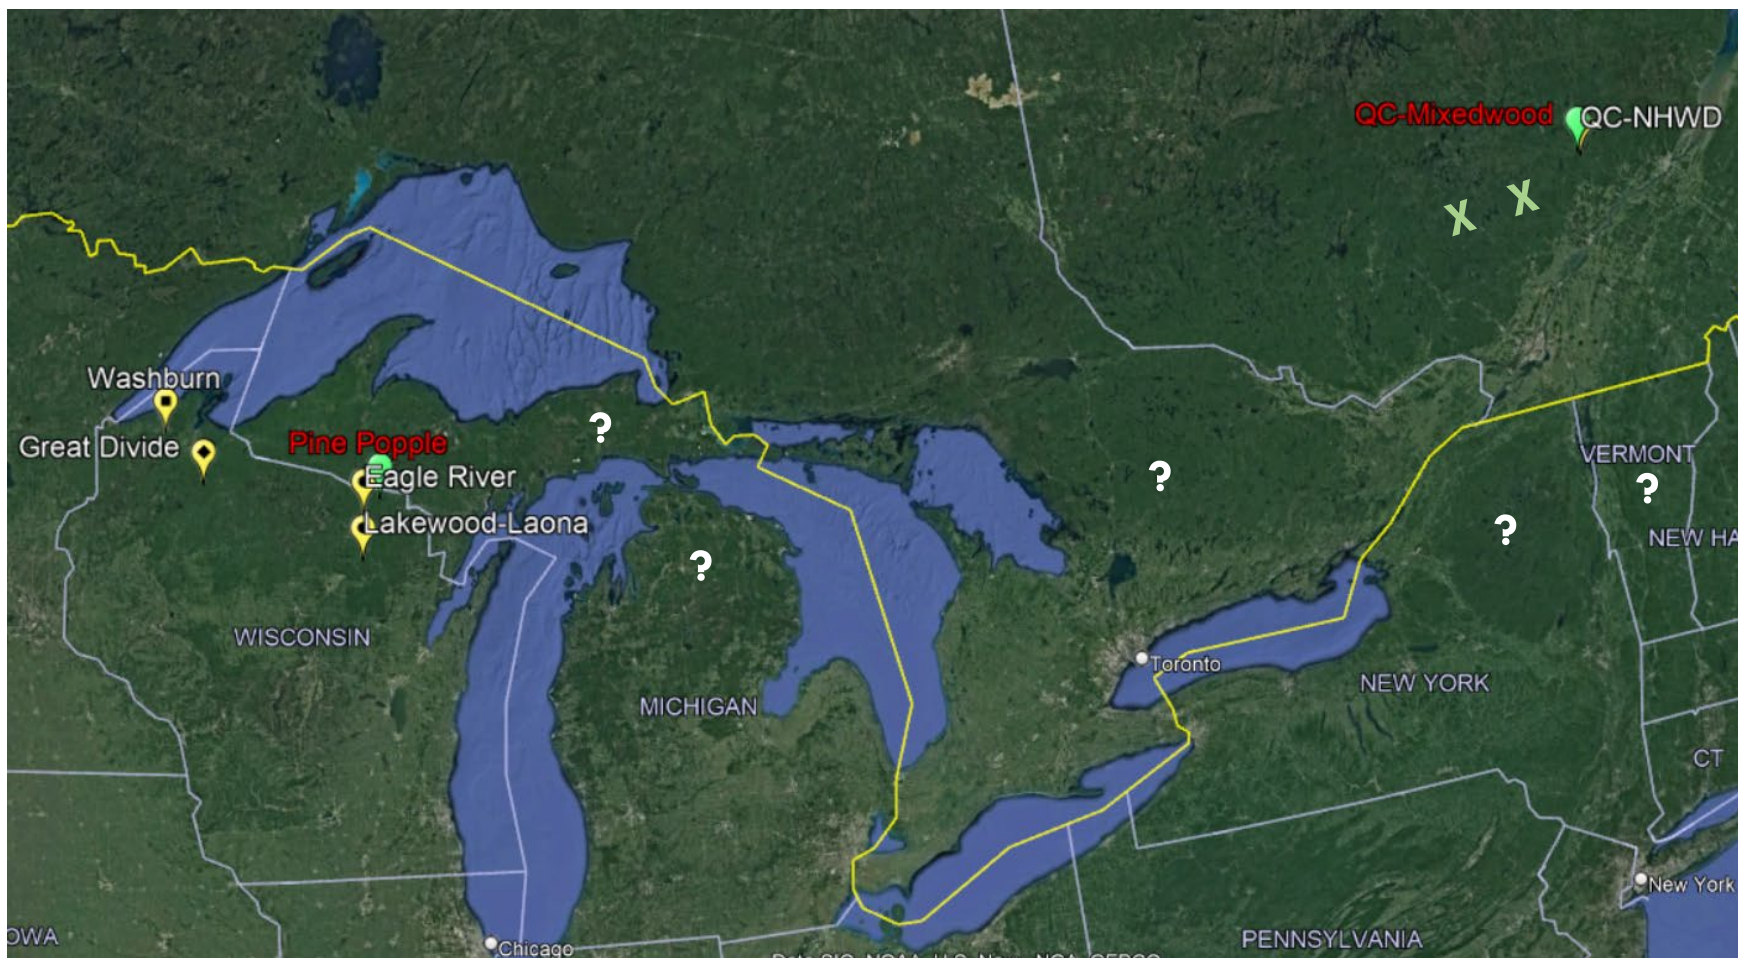 QC-Mixedwood
QC-NHWD
X
X
Washburn
?
Great Divide
Pine Popple
Eagle River
VERMONT
?
?
Lakewood-Laona
?
NEW HA
?
WISCONSIN
Toronto
NEW YORK
MICHIGAN
CT
New York
OWA
Chicago
PENNSYLVANIA